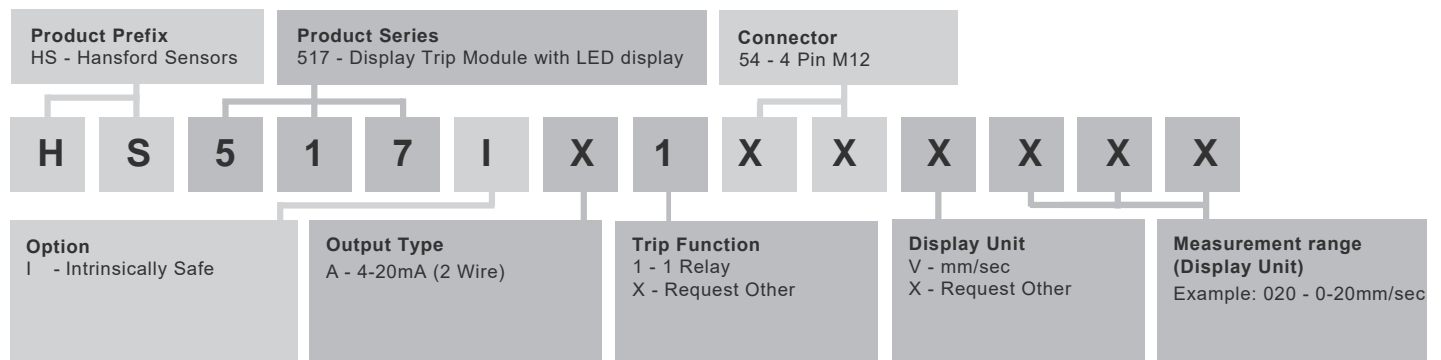 Product Prefix
HS - Hansford Sensors
Product Series
517 - Display Trip Module with LED display
Connector
54 - 4 Pin M12
H S 5 1 7 I X 1 X X X X X X
Option
I - Intrinsically Safe
Output Type
A - 4-20mA (2 Wire)
Trip Function
1 - 1 Relay
X - Request Other
Display Unit
V - mm/sec
X - Request Other
Measurement range
(Display Unit)
Example: 020 - 0-20mm/sec